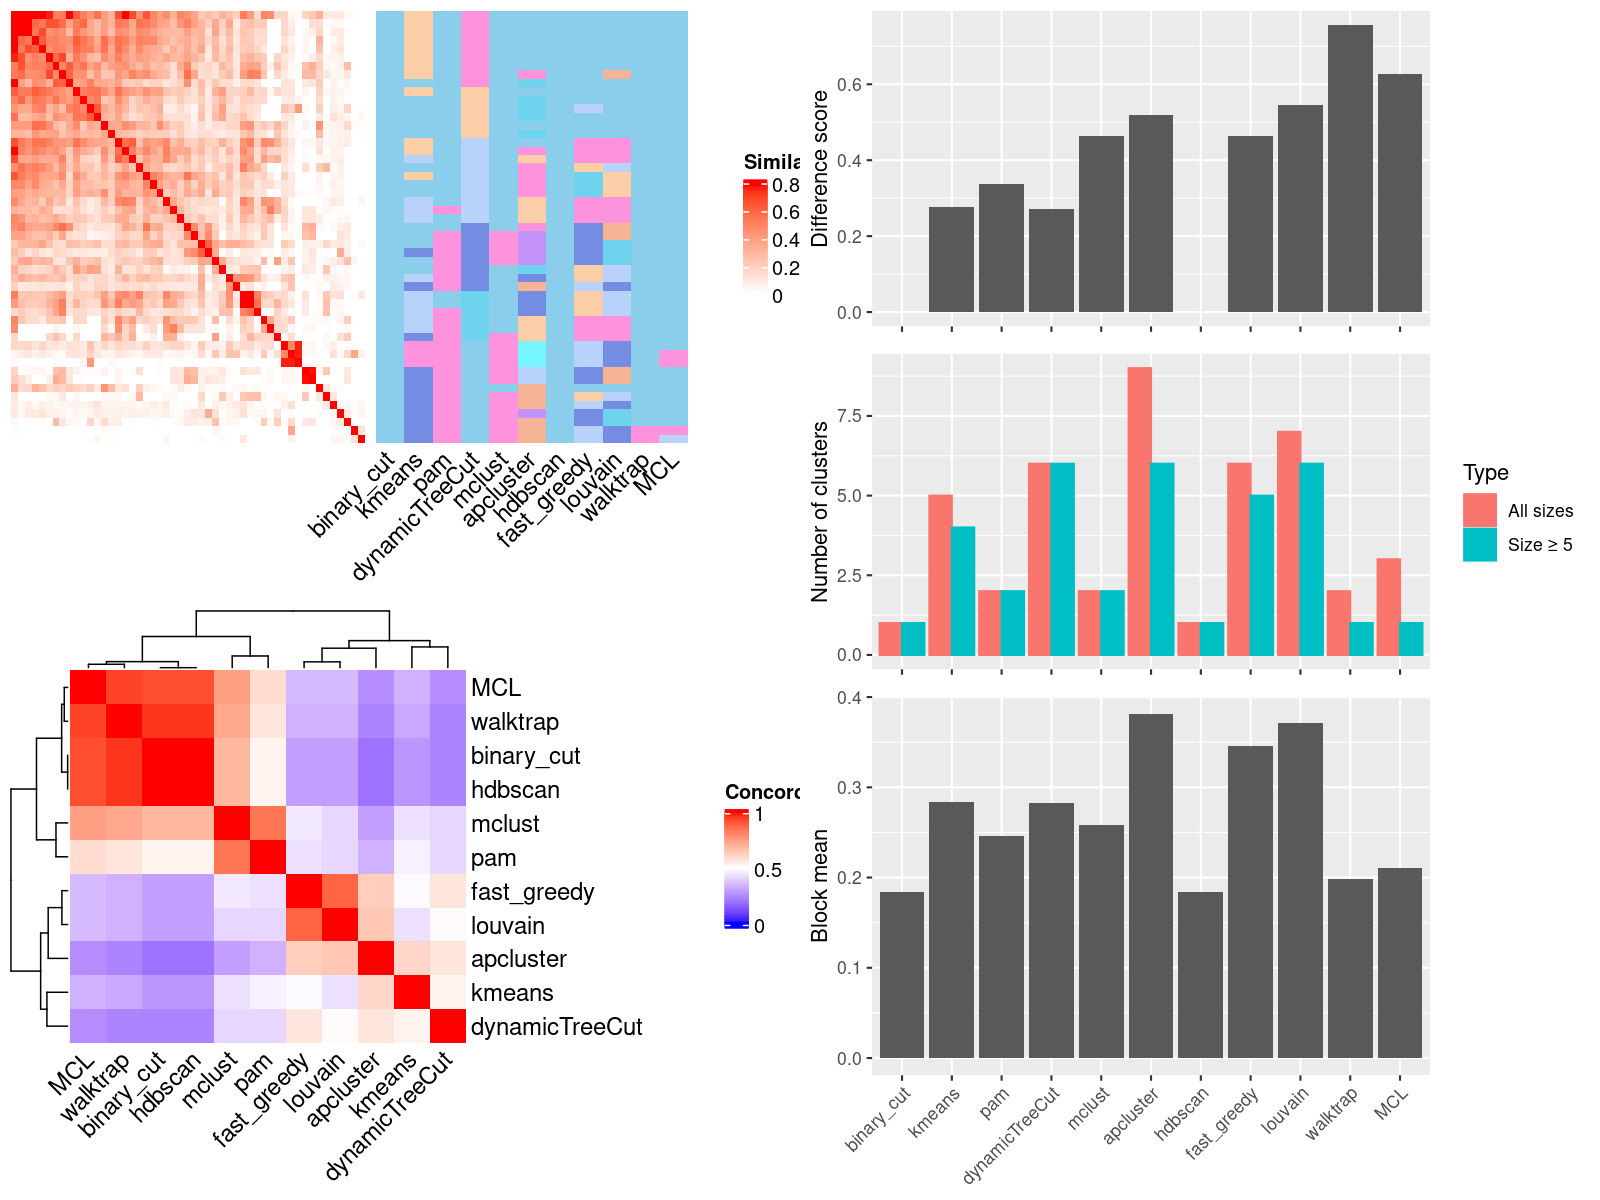 Simila
0.8
0.6
0.4
0.2
0
binary_cut
kmeans
pam
dynamicTreeCut
mclust
apcluster
hdbscan
fast_greedy
louvain
walktrap
MCL
Difference score
0.6
0.4
0.2
0.0
Number of clusters
7.5
5.0
2.5
0.0
Type
All sizes
Size ≥ 5
MCL
walktrap
binary_cut
hdbscan
mclust
pam
fast_greedy
louvain
apcluster
kmeans
dynamicTreeCut
MCL
walktrap
binary_cut
hdbscan
mclust
pam
fast_greedy
louvain
apcluster
kmeans
dynamicTreeCut
Concord
1
0.5
0
Block mean
0.4
0.3
0.2
0.1
0.0
binary_cut
kmeans
pam
dynamicTreeCut
mclust
apcluster
hdbscan
fast_greedy
louvain
walktrap
MCL